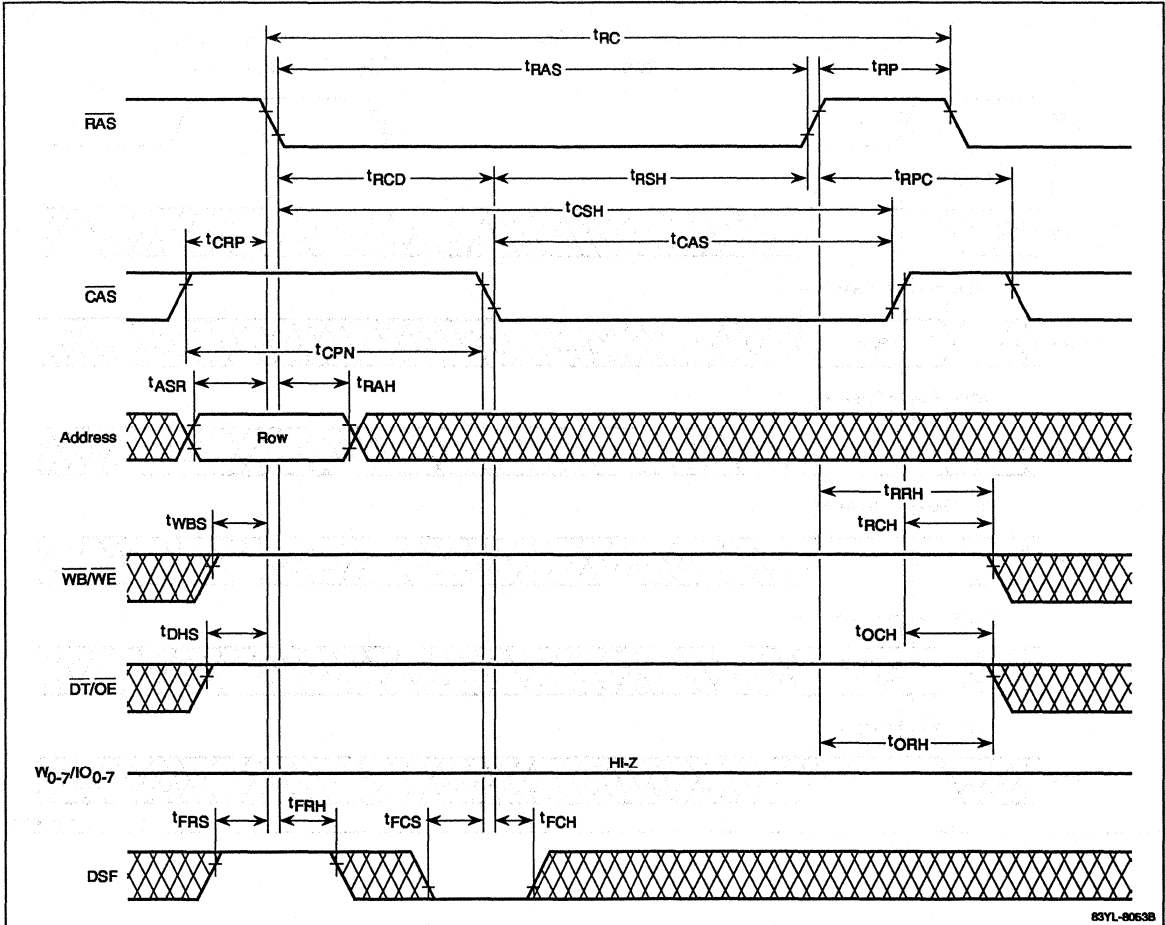 tRC
tRAS
tRP
RAS
tRCD
tRSH
tRPC
tCSH
tCRP
tCAS
CAS
tCPN
tASR
tRAH
Address
Row
tRRH
tWBS
tRCH
WB/WE
tDHS
tOCH
DT/OE
tORH
HI-Z
W0-7/IO0-7
tFRS
tFRH
tFCS
tFCH
DSF
83YL-8053B